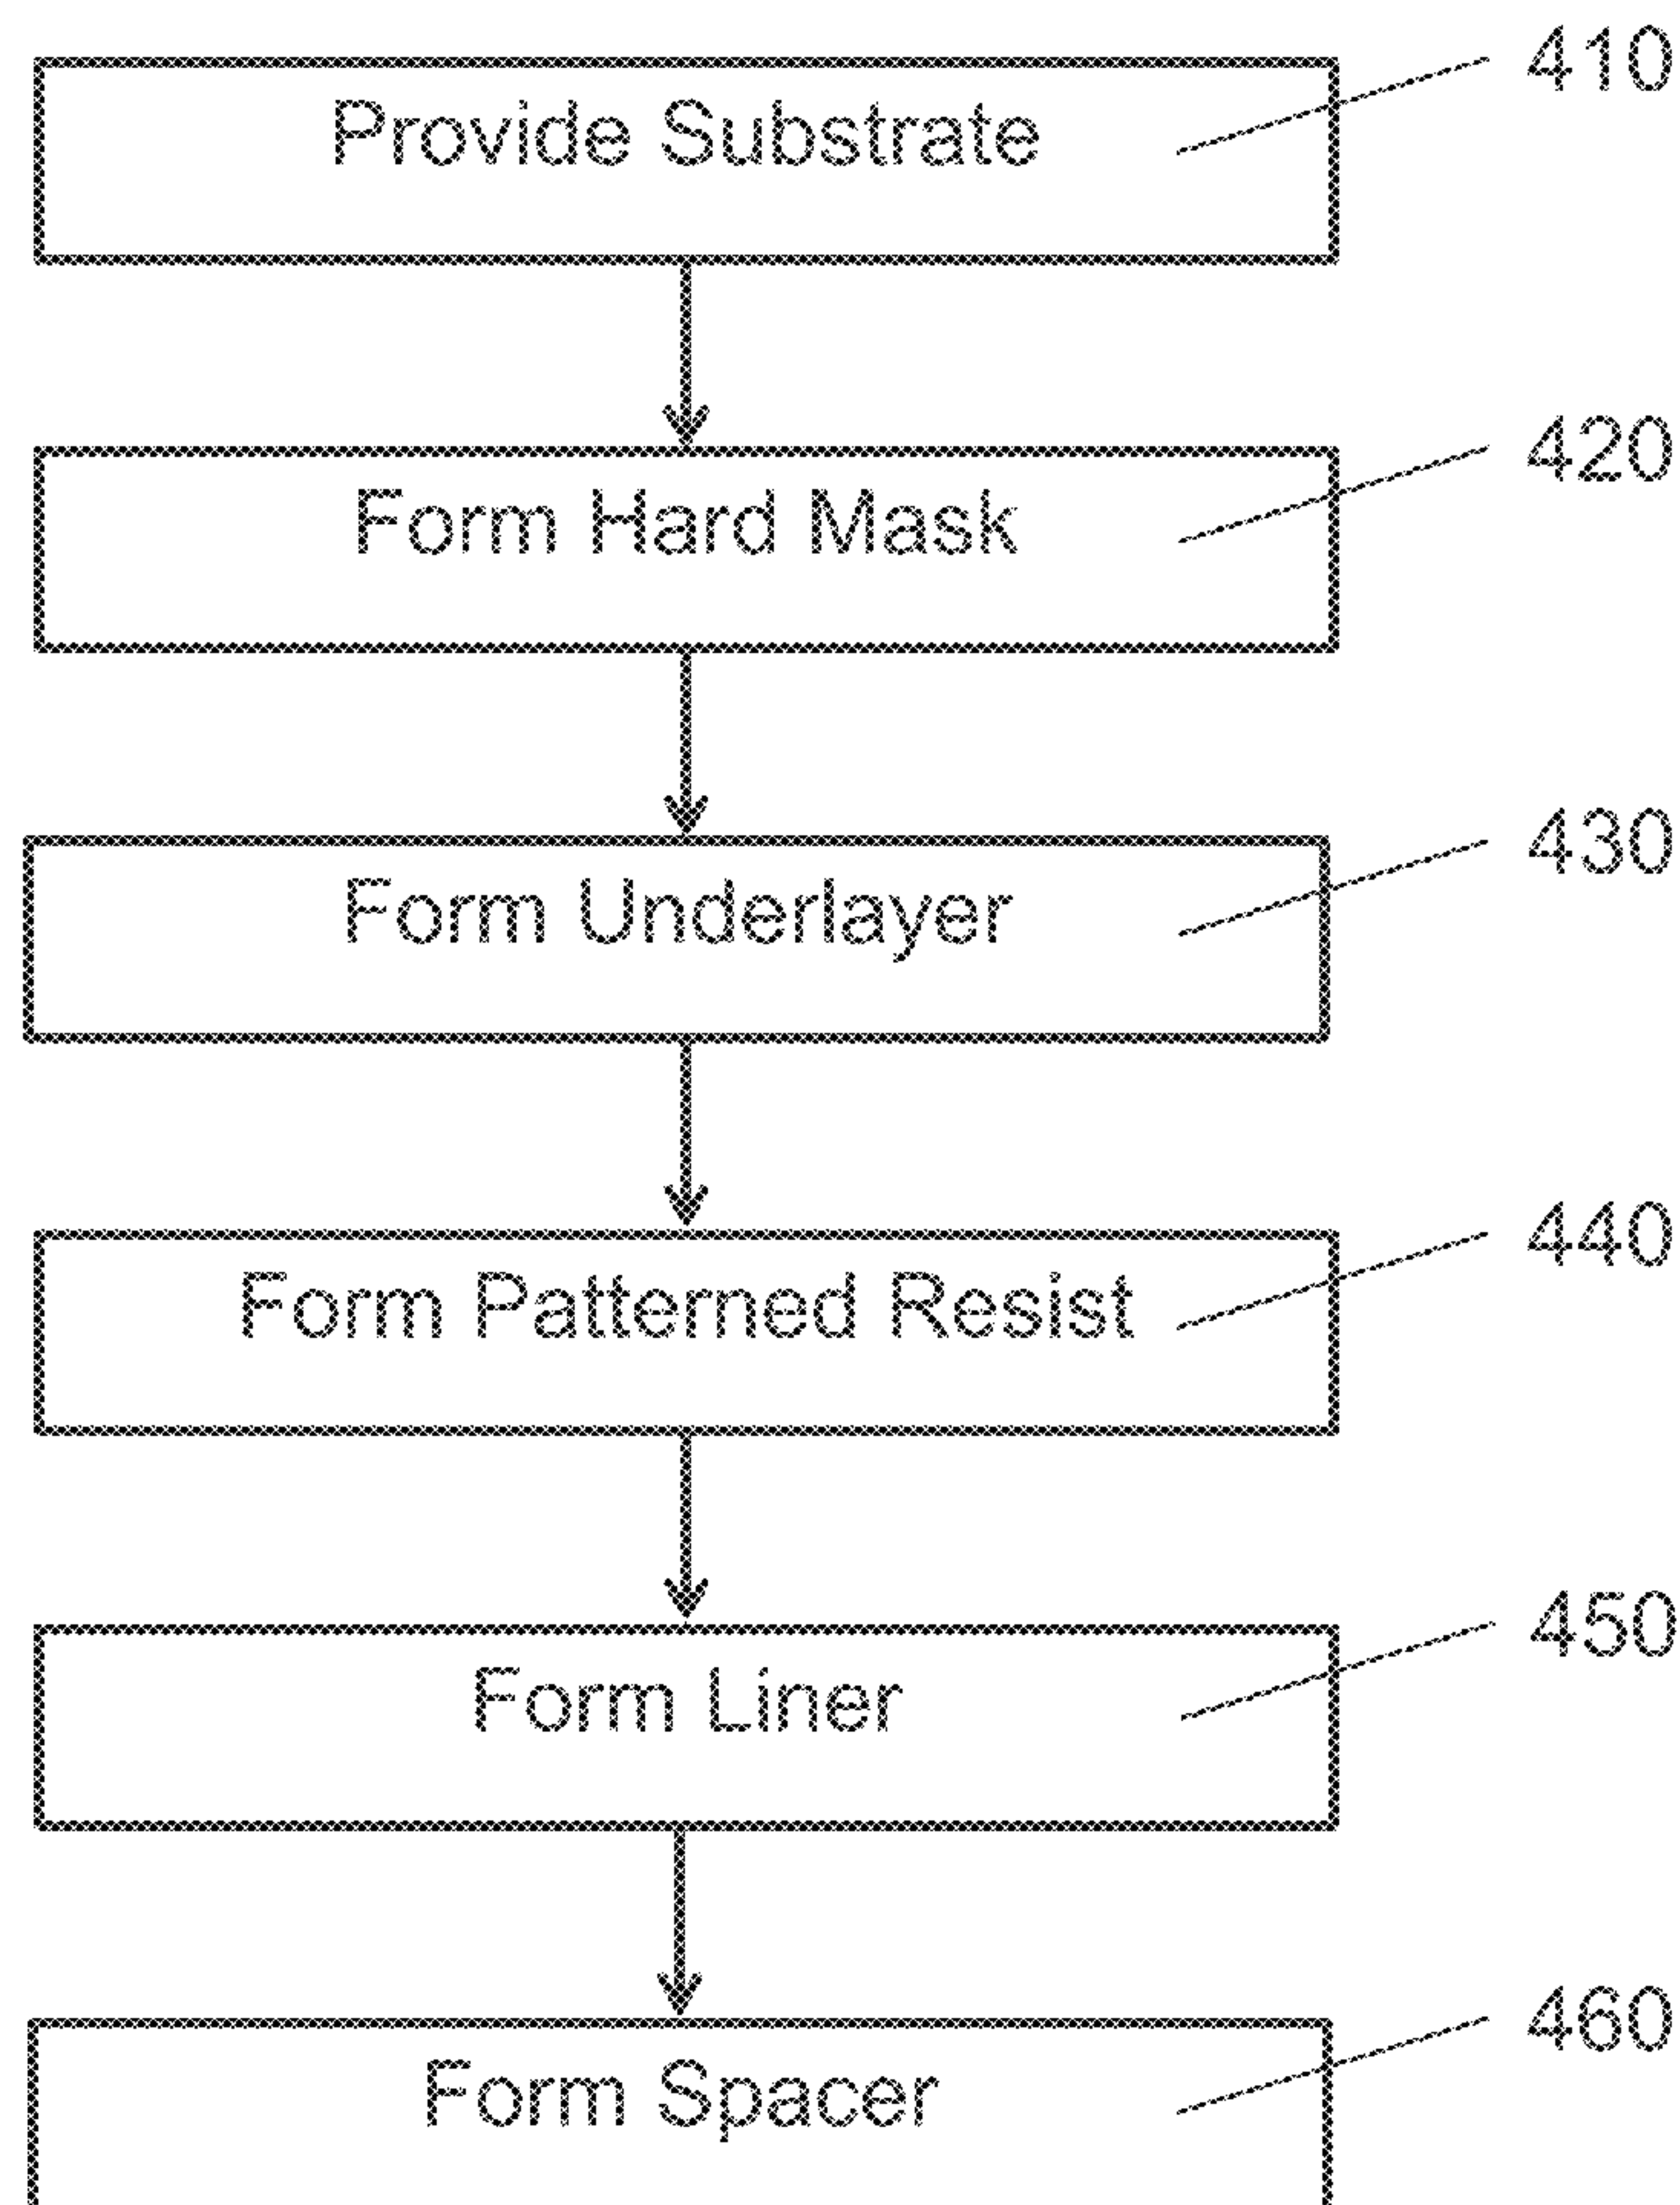 410
Provide Substrate
420
Form Hard Mask
430
Form Underlayer
440
Form Patterned Resist
450
Form Liner
460
Form Spacer